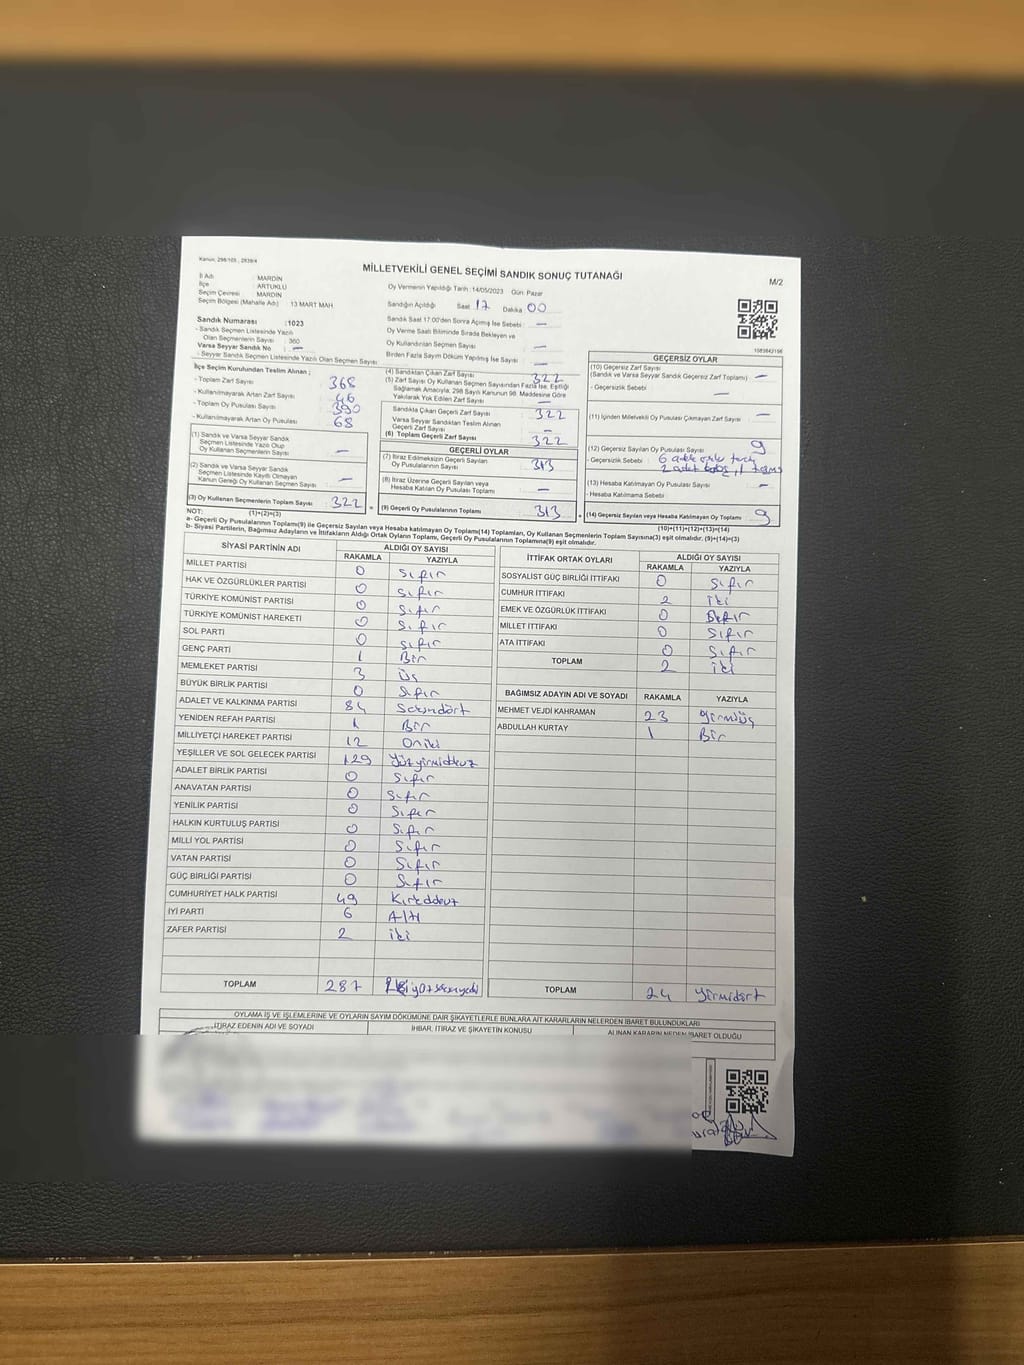 Kanun: 298/105 ; 2839/4
MİLLETVEKİLİ GENEL SEÇİMİ SANDIK SONUÇ TUTANAĞI
M/2
İl Adı : MARDİN
İlçe : ARTUKLU
Seçim Çevresi : MARDİN
Seçim Bölgesi (Mahalle Adı) : 13 MART MAH
Oy Vermenin Yapıldığı Tarih :14/05/2023 Gün: Pazar
Sandığın Açıldığı Saat 17 Dakika 00
Sandık Numarası :1023
- Sandık Seçmen Listesinde Yazılı
Olan Seçmenlerin Sayısı : 360
Varsa Seyyar Sandık No : —
- Seyyar Sandık Seçmen Listesinde Yazılı Olan Seçmen Sayısı
Sandık Saat 17:00'den Sonra Açılmış İse Sebebi : —
Oy Verme Saati Bitiminde Sırada Bekleyen ve
Oy Kullandırılan Seçmen Sayısı : —
Birden Fazla Sayım Döküm Yapılmış İse Sayısı : —
İlçe Seçim Kurulundan Teslim Alınan ;
- Toplam Zarf Sayısı : 368
- Kullanılmayarak Artan Zarf Sayısı : 46
- Toplam Oy Pusulası Sayısı : 390
- Kullanılmayarak Artan Oy Pusulası : 68
(1) Sandık ve Varsa Seyyar Sandık
Seçmen Listesinde Yazılı Olup
Oy Kullanan Seçmenlerin Sayısı : —
(2) Sandık ve Varsa Seyyar Sandık
Seçmen Listesinde Kayıtlı Olmayan
Kanun Gereği Oy Kullanan Seçmen Sayısı : —
(3) Oy Kullanan Seçmenlerin Toplam Sayısı : 322
(1)+(2)=(3)
(4) Sandıktan Çıkan Zarf Sayısı : 322
(5) Zarf Sayısı Oy Kullanan Seçmen Sayısından Fazla İse, Eşitliği
Sağlamak Amacıyla; 298 Sayılı Kanunun 98. Maddesine Göre
Yakılarak Yok Edilen Zarf Sayısı : —
Sandıkta Çıkan Geçerli Zarf Sayısı : 322
Varsa Seyyar Sandıktan Teslim Alınan
Geçerli Zarf Sayısı : —
(6) Toplam Geçerli Zarf Sayısı : 322
GEÇERLİ OYLAR
(7) İtiraz Edilmeksizin Geçerli Sayılan
Oy Pusulalarının Sayısı : 313
(8) İtiraz Üzerine Geçerli Sayılan veya
Hesaba Katılan Oy Pusulası Toplamı : —
(9) Geçerli Oy Pusulalarının Toplamı : 313
1083842156
GEÇERSİZ OYLAR
(10) Geçersiz Zarf Sayısı
(Sandık ve Varsa Seyyar Sandık Geçersiz Zarf Toplamı) : —
- Geçersizlik Sebebi : —
(11) İçinden Milletvekili Oy Pusulası Çıkmayan Zarf Sayısı : —
(12) Geçersiz Sayılan Oy Pusulası Sayısı : 9
- Geçersizlik Sebebi : 6 adet
2 adet boş, 1
(13) Hesaba Katılmayan Oy Pusulası Sayısı : —
- Hesaba Katılmama Sebebi :
(14) Geçersiz Sayılan veya Hesaba Katılmayan Oy Toplamı : 9
(10)+(11)+(12)+(13)=(14)
NOT:
a- Geçerli Oy Pusulalarının Toplamı(9) ile Geçersiz Sayılan veya Hesaba katılmayan Oy Toplamı(14) Toplamları, Oy Kullanan Seçmenlerin Toplam Sayısına(3) eşit olmalıdır. (9)+(14)=(3)
b- Siyasi Partilerin, Bağımsız Adayların ve İttifakların Aldığı Ortak Oyların Toplamı, Geçerli Oy Pusulalarının Toplamına(9) eşit olmalıdır.
SİYASİ PARTİNİN ADI ALDIĞI OY SAYISI
RAKAMLA YAZIYLA
MİLLET PARTİSİ 0 sıfır
HAK VE ÖZGÜRLÜKLER PARTİSİ 0 sıfır
TÜRKİYE KOMÜNİST PARTİSİ 0 sıfır
TÜRKİYE KOMÜNİST HAREKETİ 0 sıfır
SOL PARTİ 0 sıfır
GENÇ PARTİ 1 Bir
MEMLEKET PARTİSİ 3 üç
BÜYÜK BİRLİK PARTİSİ 0 sıfır
ADALET VE KALKINMA PARTİSİ 84 Seksendört
YENİDEN REFAH PARTİSİ 1 Bir
MİLLİYETÇİ HAREKET PARTİSİ 12 Oniki
YEŞİLLER VE SOL GELECEK PARTİSİ 129 Yüzyirmidokuz
ADALET BİRLİK PARTİSİ 0 sıfır
ANAVATAN PARTİSİ 0 sıfır
YENİLİK PARTİSİ 0 sıfır
HALKIN KURTULUŞ PARTİSİ 0 sıfır
MİLLİ YOL PARTİSİ 0 sıfır
VATAN PARTİSİ 0 sıfır
GÜÇ BİRLİĞİ PARTİSİ 0 sıfır
CUMHURİYET HALK PARTİSİ 49 Kırkdokuz
İYİ PARTİ 6 Altı
ZAFER PARTİSİ 2 iki
TOPLAM 287
İTTİFAK ORTAK OYLARI ALDIĞI OY SAYISI
RAKAMLA YAZIYLA
SOSYALİST GÜÇ BİRLİĞİ İTTİFAKI 0 sıfır
CUMHUR İTTİFAKI 2 iki
EMEK VE ÖZGÜRLÜK İTTİFAKI 0 sıfır
MİLLET İTTİFAKI 0 sıfır
ATA İTTİFAKI 0 sıfır
TOPLAM 2 iki
BAĞIMSIZ ADAYIN ADI VE SOYADI RAKAMLA YAZIYLA
MEHMET VEJDİ KAHRAMAN 23 yirmiüç
ABDULLAH KURTAY 1 Bir
TOPLAM 24 yirmidört
OYLAMA İŞ VE İŞLEMLERİNE VE OYLARIN SAYIM DÖKÜMÜNE DAİR ŞİKAYETLERLE BUNLARA AİT KARARLARIN NELERDEN İBARET BULUNDUKLARI
İTİRAZ EDENİN ADI VE SOYADI İHBAR, İTİRAZ VE ŞİKAYETİN KONUSU ALINAN KARARIN NEDEN İBARET OLDUĞU